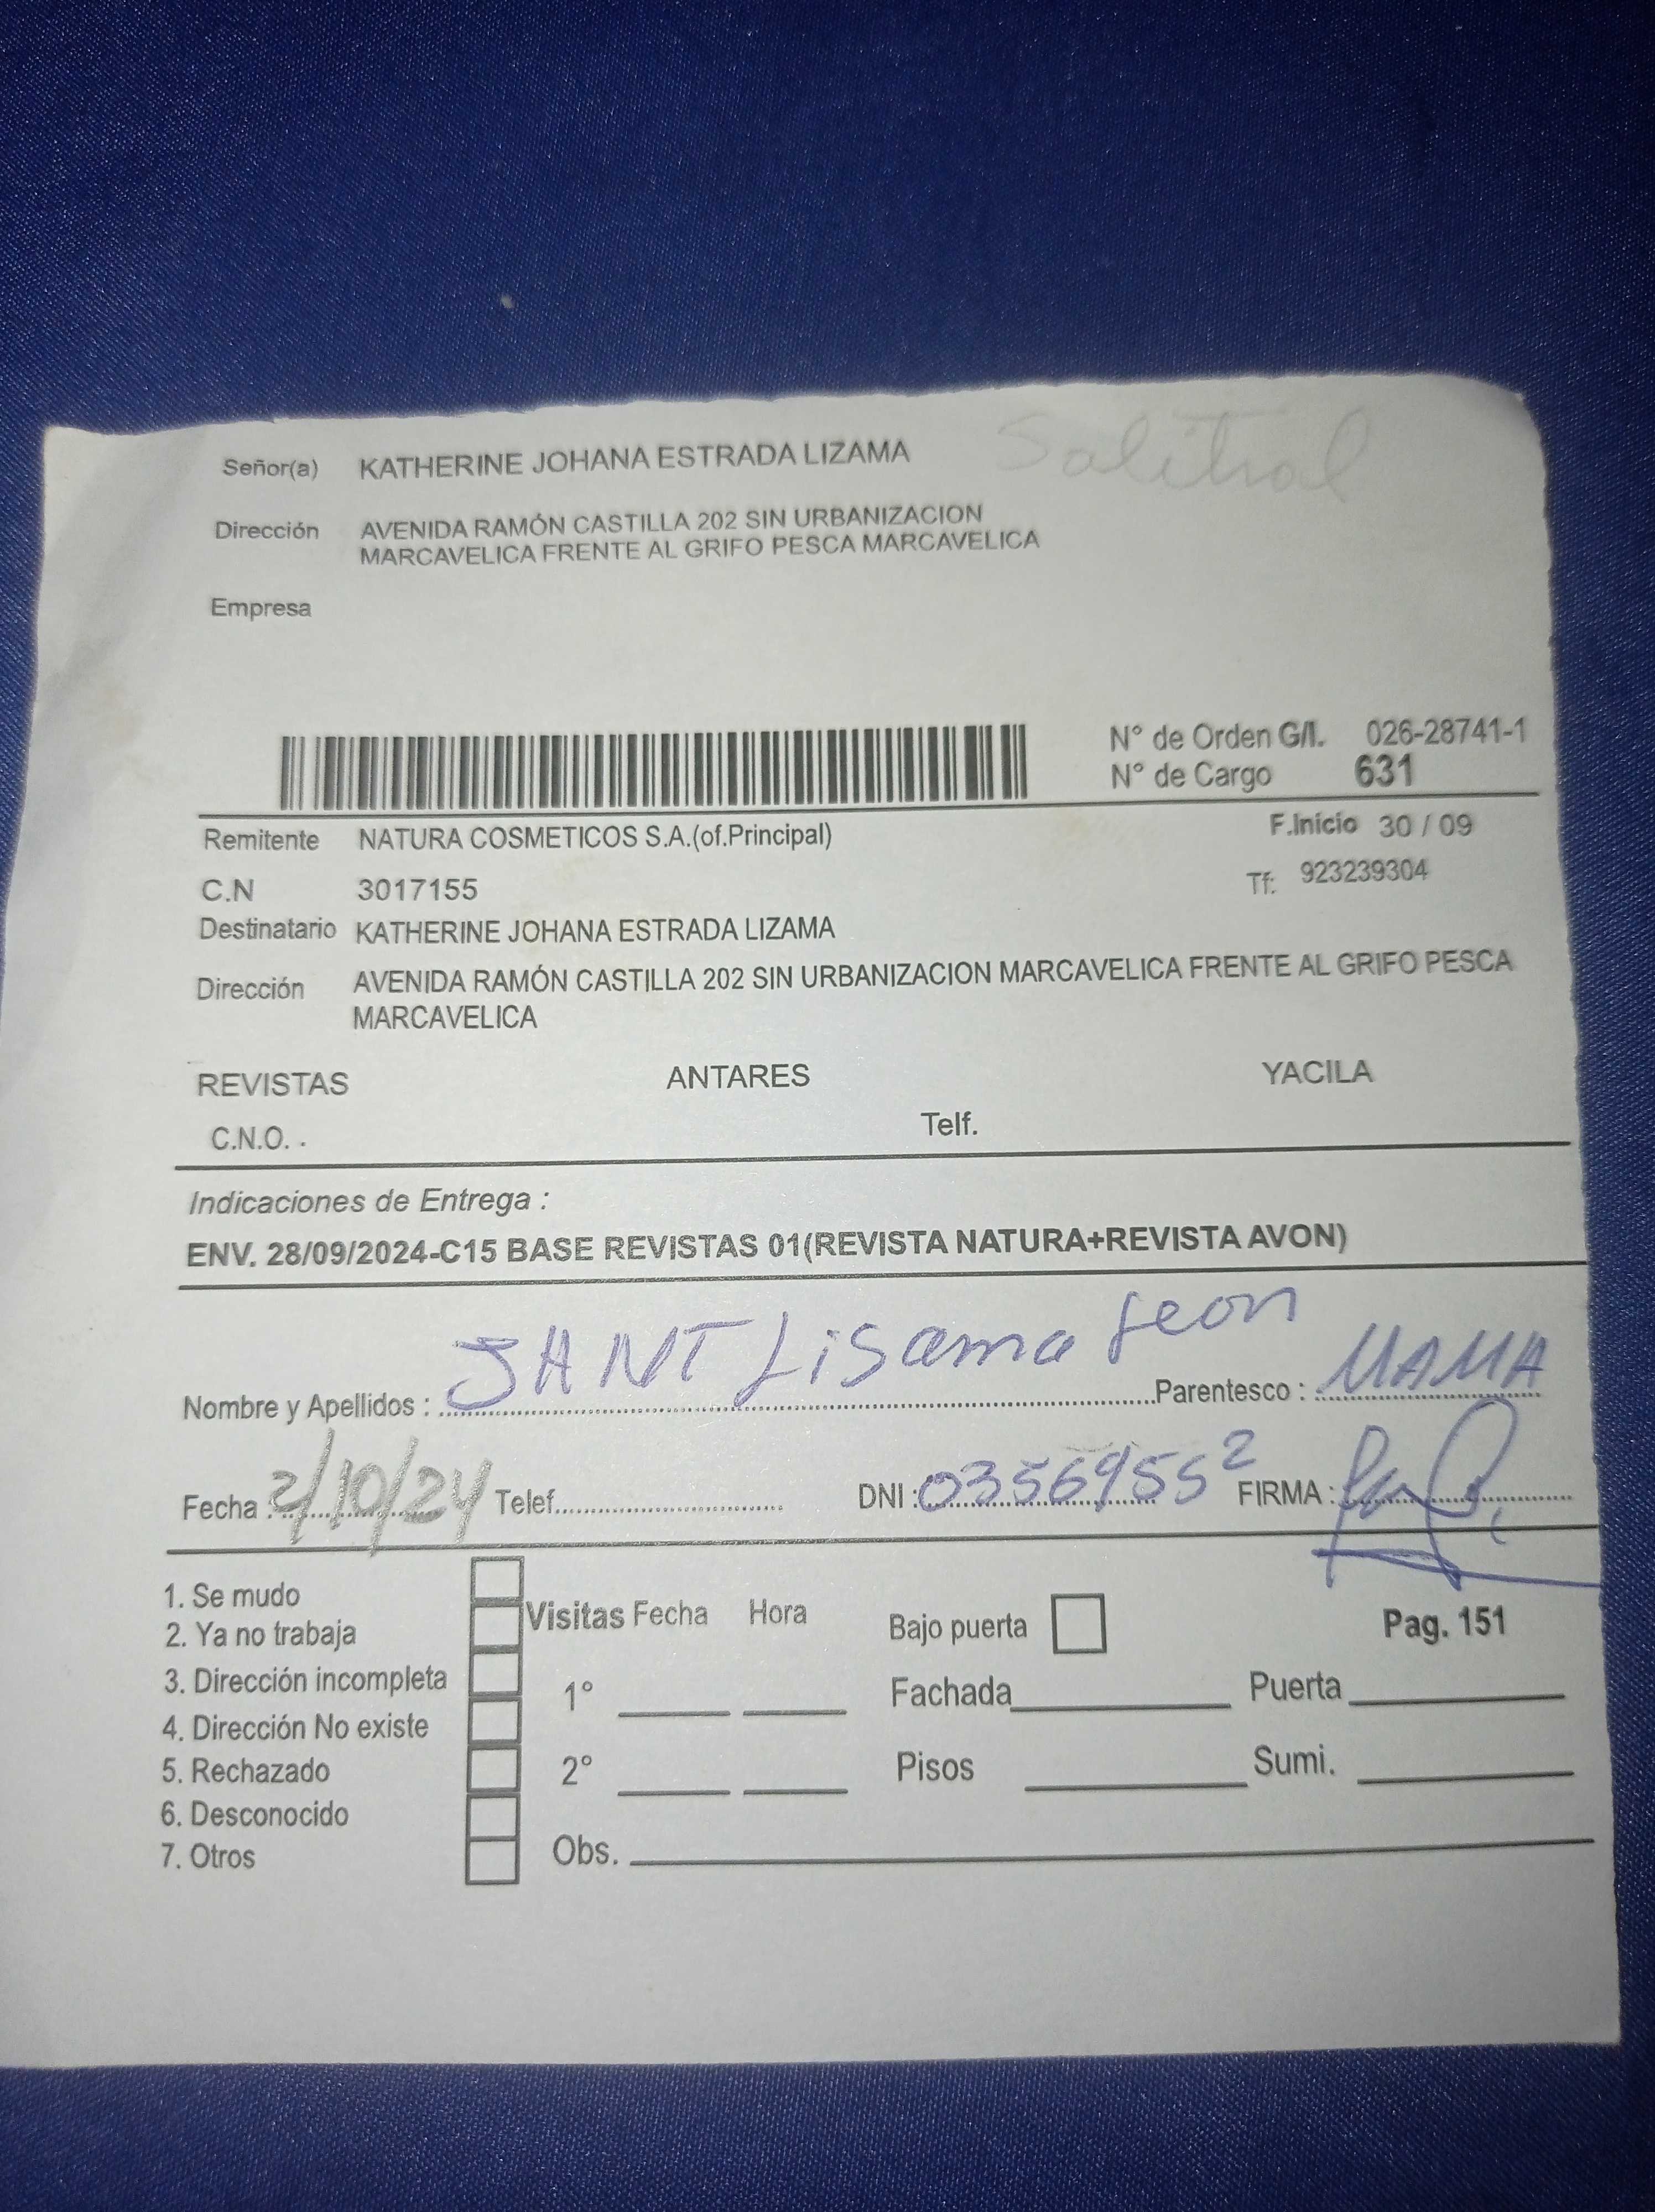 Salitral
Señor(a) KATHERINE JOHANA ESTRADA LIZAMA
Dirección AVENIDA RAMÓN CASTILLA 202 SIN URBANIZACION
MARCAVELICA FRENTE AL GRIFO PESCA MARCAVELICA
Empresa
N° de Orden G/I. 026-28741-1
N° de Cargo 631
Remitente NATURA COSMETICOS S.A.(of.Principal) F.Inicio 30 / 09
C.N 3017155 Tf: 923239304
Destinatario KATHERINE JOHANA ESTRADA LIZAMA
Dirección AVENIDA RAMÓN CASTILLA 202 SIN URBANIZACION MARCAVELICA FRENTE AL GRIFO PESCA
MARCAVELICA
REVISTAS ANTARES YACILA
C.N.O. . Telf.
Indicaciones de Entrega :
ENV. 28/09/2024-C15 BASE REVISTAS 01(REVISTA NATURA+REVISTA AVON)
Nombre y Apellidos : SANT Lisama Leon Parentesco : MAMA
Fecha : 2/10/24 Telef. DNI : 03569552 FIRMA :
1. Se mudo
2. Ya no trabaja
3. Dirección incompleta
4. Dirección No existe
5. Rechazado
6. Desconocido
7. Otros
Visitas Fecha Hora Bajo puerta Pag. 151
1° Fachada Puerta
2° Pisos Sumi.
Obs.